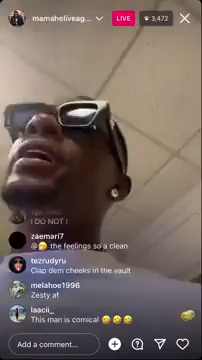 mamaheliveag...
LIVE
3,472
I DO NOT I
zaemari7
@🤧 the feelings so a clean
tezrudyru
Clap dem cheeks in the vault
melahoe1996
Zesty af
laacii_
This man is comical 🤣🤣🤣
Add a comment...